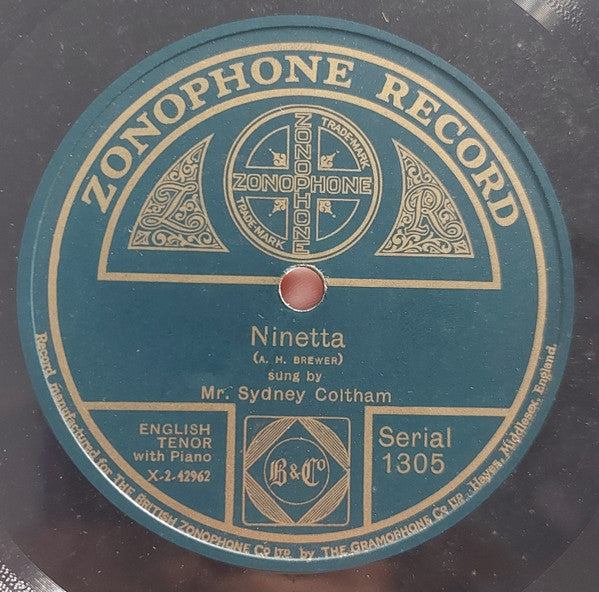 ZONOPHONE RECORD
Z
ZONOPHONE
ZONOPHONE
TRADE-MARK
TRADE-MARK
R
Ninetta
(A. H. BREWER)
sung by
Mr. Sydney Coltham
ENGLISH
TENOR
with Piano
X-2-42962
B & Co
Serial
1305
Record manufactured for THE BRITISH ZONOPHONE Co LTD. by THE GRAMOPHONE Co LTD. Hayes, Middlesex, England.